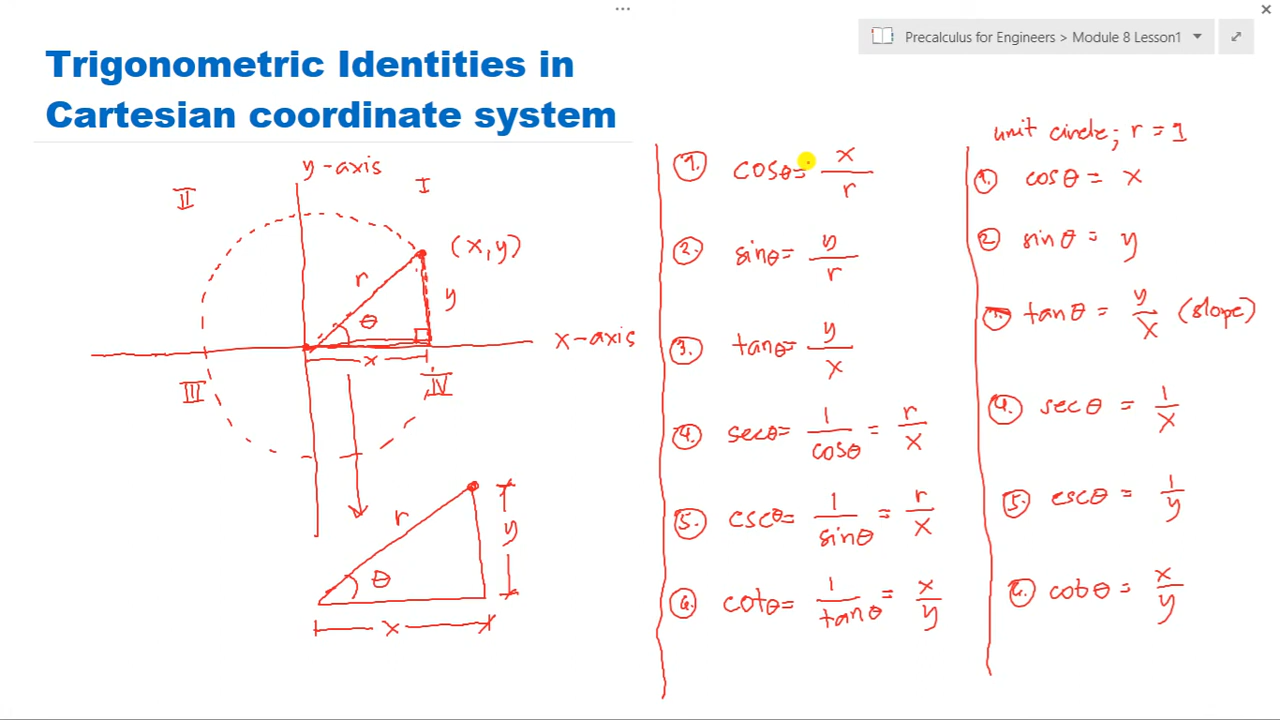 Precalculus for Engineers > Module 8 Lesson1
Trigonometric Identities in
Cartesian coordinate system
y-axis
II
I
(x,y)
r
y
θ
x-axis
x
III
IV
r
θ
y
x
1. cosθ= x/r
2. sinθ= y/r
3. tanθ= y/x
4. secθ= 1/cosθ = r/x
5. cscθ= 1/sinθ = r/x
6. cotθ= 1/tanθ = x/y
unit circle; r = 1
1. cosθ = x
2 sinθ = y
3. tanθ = y/x (slope)
4. secθ = 1/x
5. cscθ = 1/y
6. cotθ = x/y